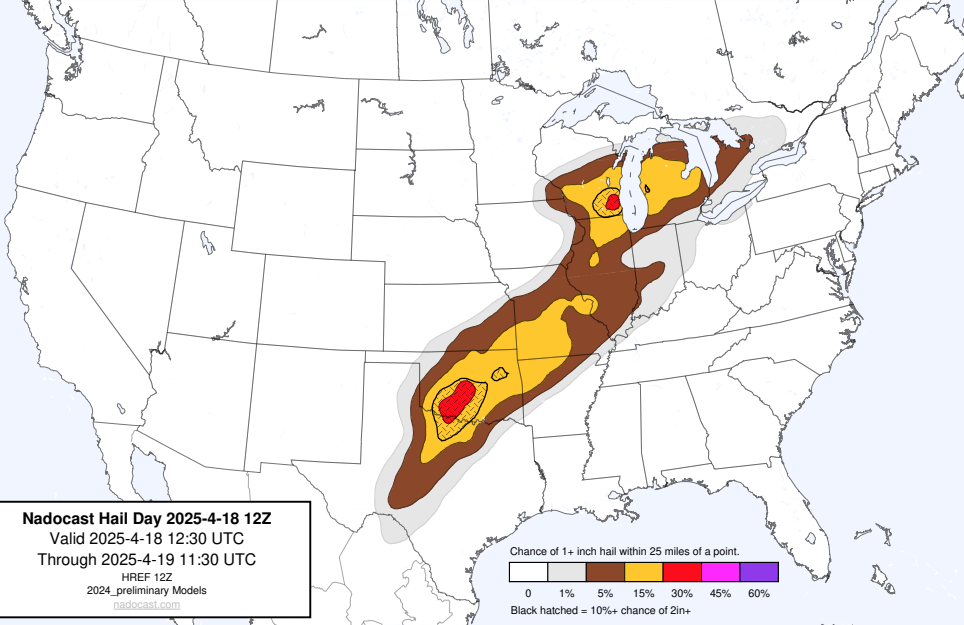 Nadocast Hail Day 2025-4-18 12Z
Valid 2025-4-18 12:30 UTC
Through 2025-4-19 11:30 UTC
HREF 12Z
2024_preliminary Models
nadocast.com
Chance of 1+ inch hail within 25 miles of a point.
0 1% 5% 15% 30% 45% 60%
Black hatched = 10%+ chance of 2in+